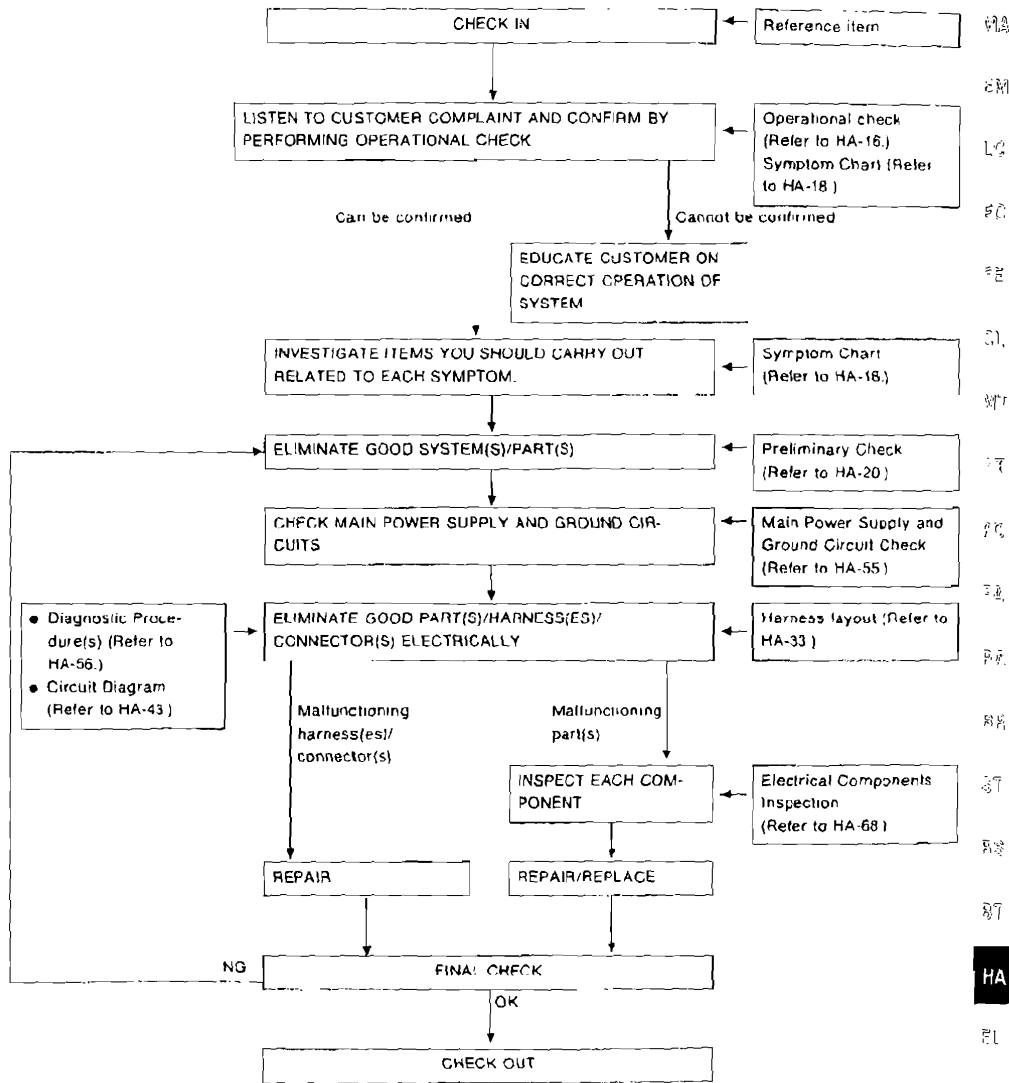 CHECK IN
Reference item
LISTEN TO CUSTOMER COMPLAINT AND CONFIRM BY
PERFORMING OPERATIONAL CHECK
Operational check
(Refer to HA-16.)
Symptom Chart (Refer
to HA-18.)
Can be confirmed
Cannot be confirmed
EDUCATE CUSTOMER ON
CORRECT OPERATION OF
SYSTEM
INVESTIGATE ITEMS YOU SHOULD CARRY OUT
RELATED TO EACH SYMPTOM.
Symptom Chart
(Refer to HA-18.)
ELIMINATE GOOD SYSTEM(S)/PART(S)
Preliminary Check
(Refer to HA-20.)
CHECK MAIN POWER SUPPLY AND GROUND CIR-
CUITS
Main Power Supply and
Ground Circuit Check
(Refer to HA-55.)
● Diagnostic Proce-
dure(s) (Refer to
HA-56.)
● Circuit Diagram
(Refer to HA-43.)
ELIMINATE GOOD PART(S)/HARNESS(ES)/
CONNECTOR(S) ELECTRICALLY
Harness layout (Refer to
HA-33.)
Malfunctioning
harness(es)/
connector(s)
Malfunctioning
part(s)
INSPECT EACH COM-
PONENT
Electrical Components
Inspection
(Refer to HA-68.)
REPAIR
REPAIR/REPLACE
NG
FINAL CHECK
OK
CHECK OUT
MA
EM
LC
MT
ST
HA
EL